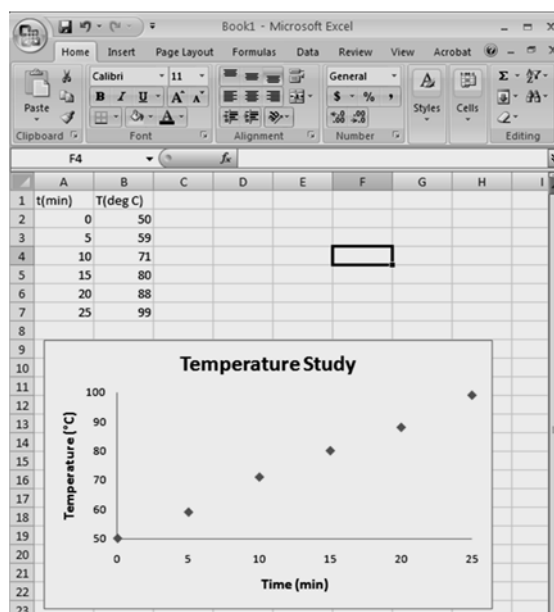 Book1 - Microsoft Excel
Home Insert Page Layout Formulas Data Review View Acrobat
Paste
Calibri 11
B I U A A
General
$ % ,
Styles
Cells
Σ
Clipboard Font Alignment Number Editing
F4 fx
A B C D E F G H I
1 t(min) T(deg C)
2 0 50
3 5 59
4 10 71
5 15 80
6 20 88
7 25 99
8
9
10
11
12
13
14
15
16
17
18
19
20
21
22
23
Temperature Study
Temperature (°C)
100
90
80
70
60
50
0 5 10 15 20 25
Time (min)